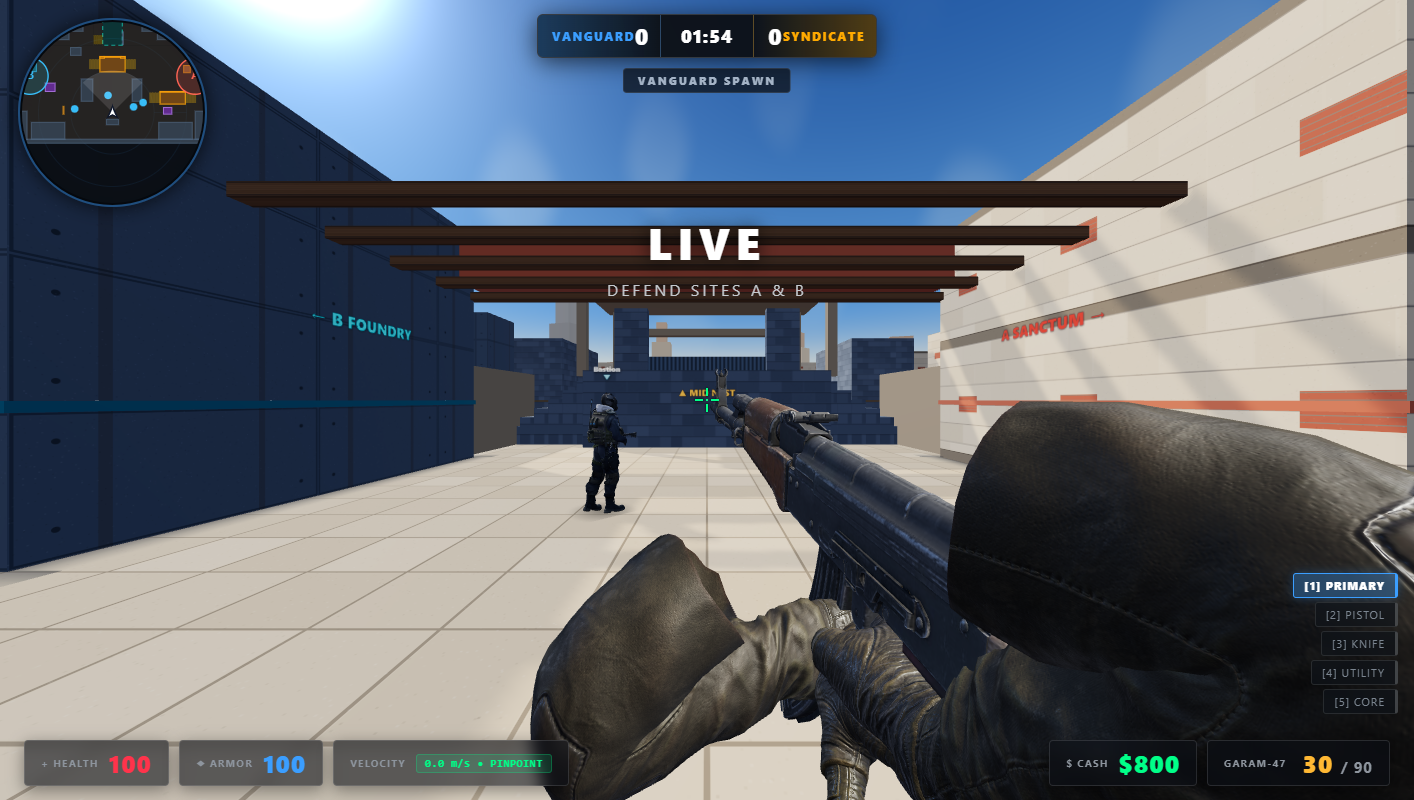 VANGUARD 0 01:54 0 SYNDICATE
VANGUARD SPAWN
B
A
LIVE
DEFEND SITES A & B
← B FOUNDRY
A SANCTUM →
Bastion
▲ MID
[1] PRIMARY
[2] PISTOL
[3] KNIFE
[4] UTILITY
[5] CORE
+ HEALTH 100
◆ ARMOR 100
VELOCITY 0.0 m/s • PINPOINT
$ CASH $800
GARAM-47 30 / 90